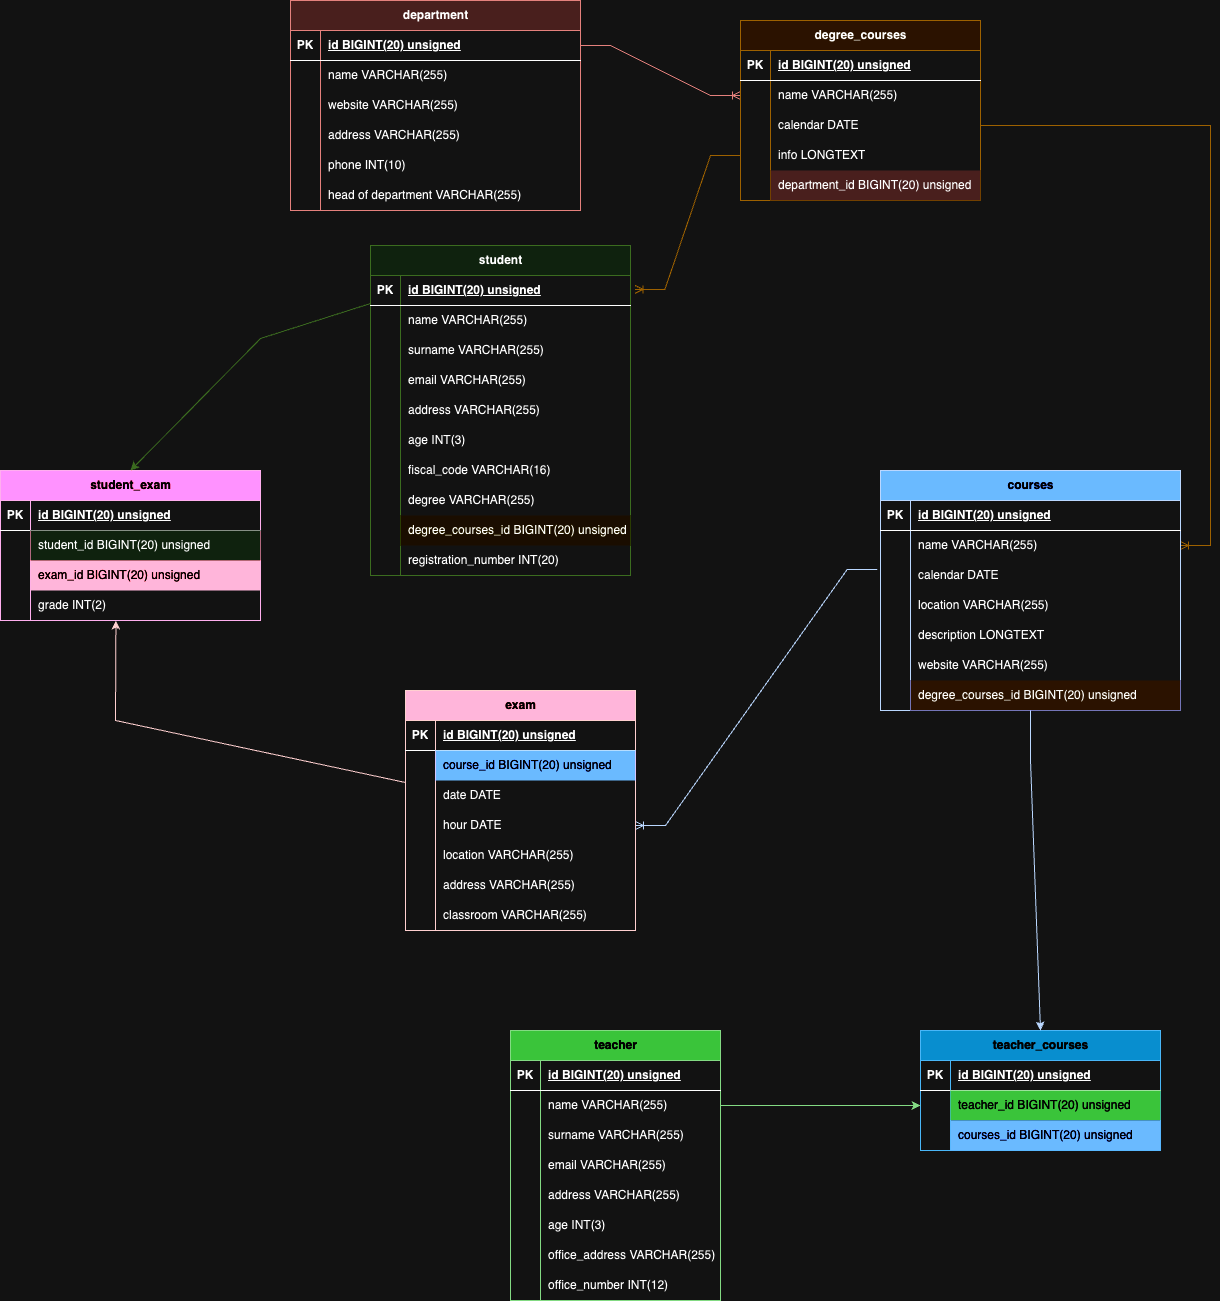 department
PK id BIGINT(20) unsigned
name VARCHAR(255)
website VARCHAR(255)
address VARCHAR(255)
phone INT(10)
head of department VARCHAR(255)
degree_courses
PK id BIGINT(20) unsigned
name VARCHAR(255)
calendar DATE
info LONGTEXT
department_id BIGINT(20) unsigned
student
PK id BIGINT(20) unsigned
name VARCHAR(255)
surname VARCHAR(255)
email VARCHAR(255)
address VARCHAR(255)
age INT(3)
fiscal_code VARCHAR(16)
degree VARCHAR(255)
degree_courses_id BIGINT(20) unsigned
registration_number INT(20)
student_exam
PK id BIGINT(20) unsigned
student_id BIGINT(20) unsigned
exam_id BIGINT(20) unsigned
grade INT(2)
courses
PK id BIGINT(20) unsigned
name VARCHAR(255)
calendar DATE
location VARCHAR(255)
description LONGTEXT
website VARCHAR(255)
degree_courses_id BIGINT(20) unsigned
exam
PK id BIGINT(20) unsigned
course_id BIGINT(20) unsigned
date DATE
hour DATE
location VARCHAR(255)
address VARCHAR(255)
classroom VARCHAR(255)
teacher
PK id BIGINT(20) unsigned
name VARCHAR(255)
surname VARCHAR(255)
email VARCHAR(255)
address VARCHAR(255)
age INT(3)
office_address VARCHAR(255)
office_number INT(12)
teacher_courses
PK id BIGINT(20) unsigned
teacher_id BIGINT(20) unsigned
courses_id BIGINT(20) unsigned